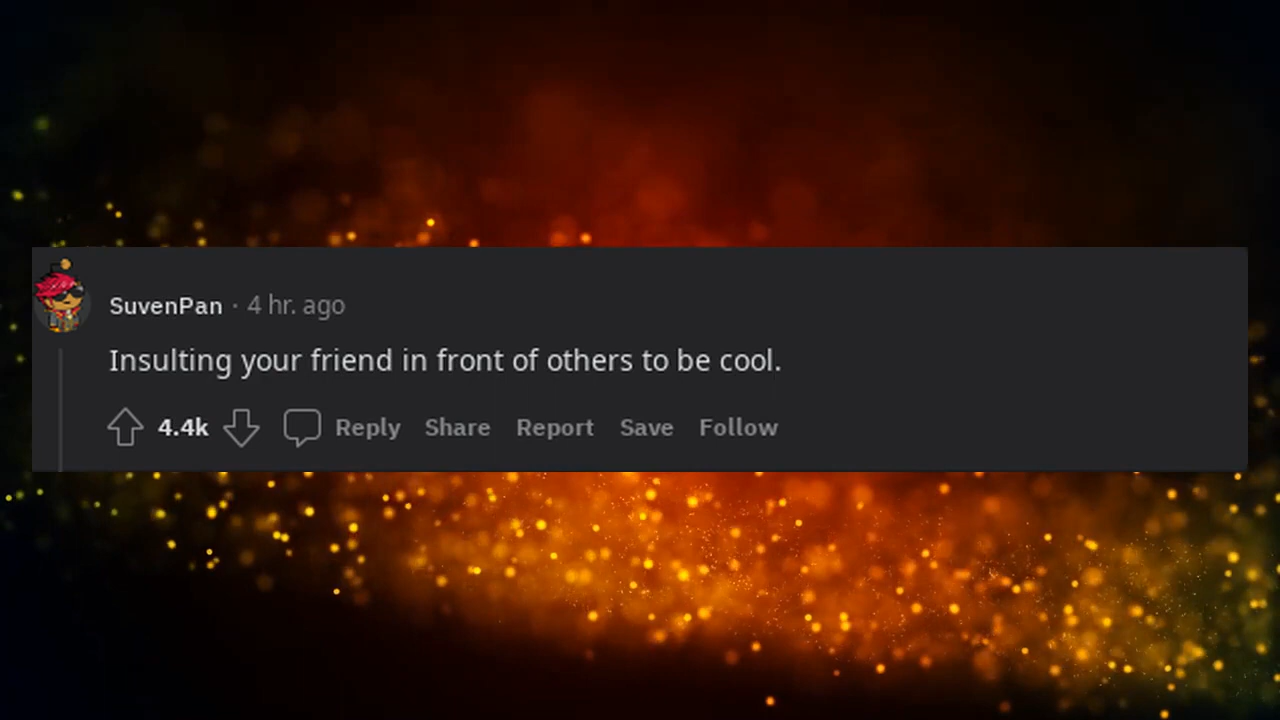 SuvenPan · 4 hr. ago
Insulting your friend in front of others to be cool.
4.4k Reply Share Report Save Follow